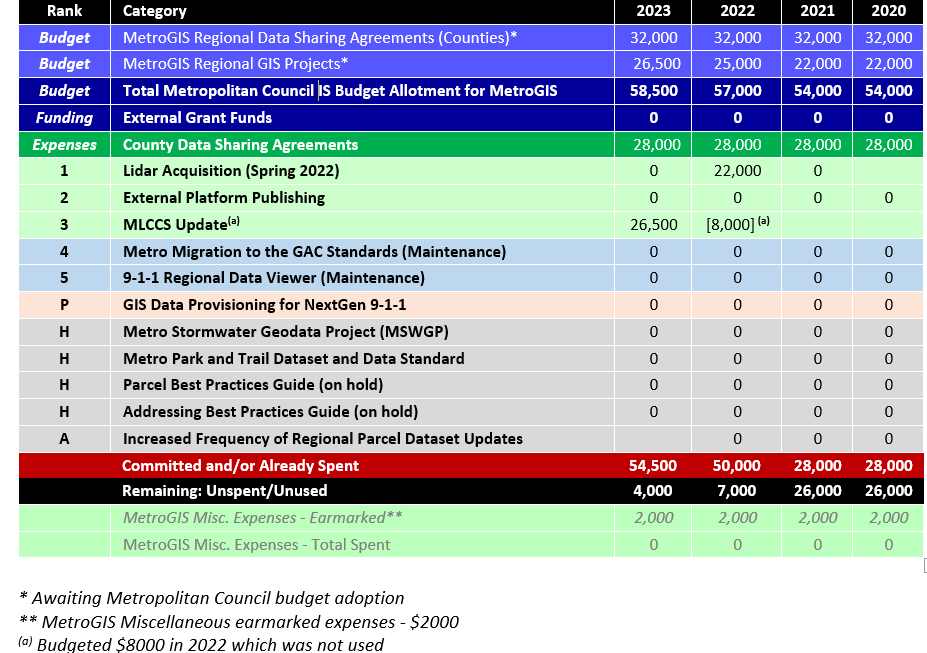 Rank Category 2023 2022 2021 2020
Budget MetroGIS Regional Data Sharing Agreements (Counties)* 32,000 32,000 32,000 32,000
Budget MetroGIS Regional GIS Projects* 26,500 25,000 22,000 22,000
Budget Total Metropolitan Council IS Budget Allotment for MetroGIS 58,500 57,000 54,000 54,000
Funding External Grant Funds 0 0 0 0
Expenses County Data Sharing Agreements 28,000 28,000 28,000 28,000
1 Lidar Acquisition (Spring 2022) 0 22,000 0
2 External Platform Publishing 0 0 0 0
3 MLCCS Update(a) 26,500 [8,000] (a)
4 Metro Migration to the GAC Standards (Maintenance) 0 0 0 0
5 9-1-1 Regional Data Viewer (Maintenance) 0 0 0 0
P GIS Data Provisioning for NextGen 9-1-1 0 0 0 0
H Metro Stormwater Geodata Project (MSWGP) 0 0 0 0
H Metro Park and Trail Dataset and Data Standard 0 0 0 0
H Parcel Best Practices Guide (on hold) 0 0 0 0
H Addressing Best Practices Guide (on hold) 0 0 0 0
A Increased Frequency of Regional Parcel Dataset Updates 0 0 0
Committed and/or Already Spent 54,500 50,000 28,000 28,000
Remaining: Unspent/Unused 4,000 7,000 26,000 26,000
MetroGIS Misc. Expenses - Earmarked** 2,000 2,000 2,000 2,000
MetroGIS Misc. Expenses - Total Spent 0 0 0 0
* Awaiting Metropolitan Council budget adoption
** MetroGIS Miscellaneous earmarked expenses - $2000
(a) Budgeted $8000 in 2022 which was not used